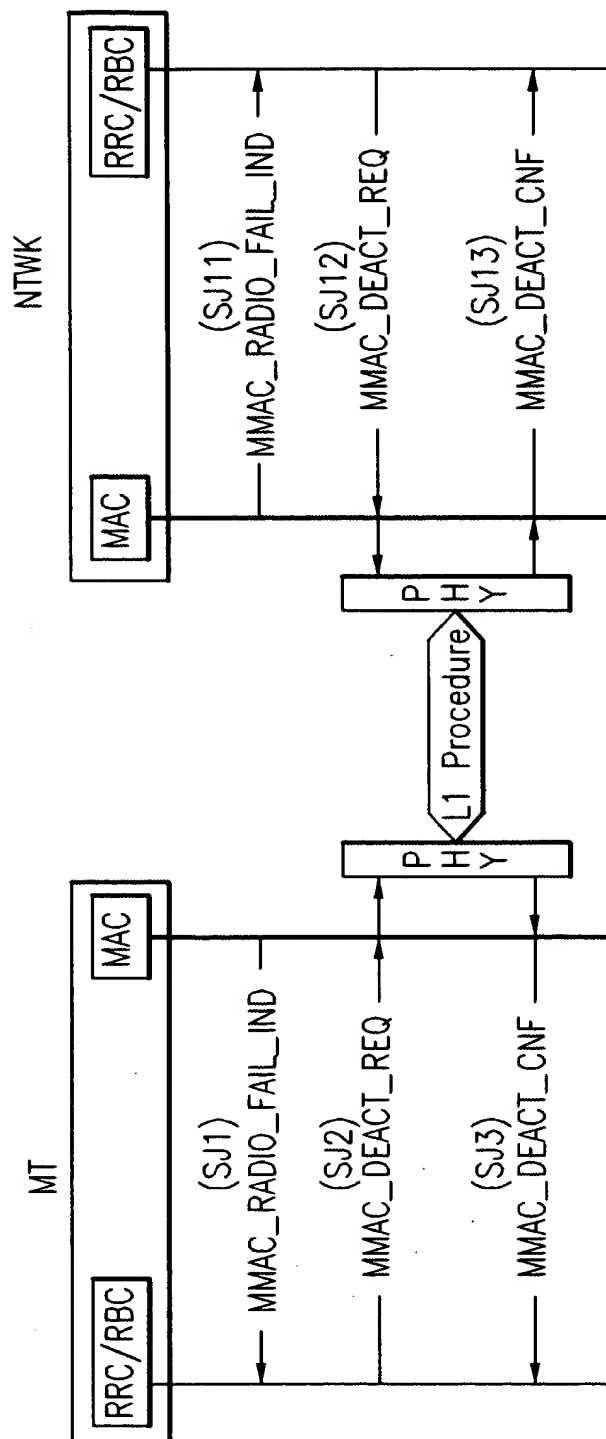 MT
NTWK
RRC/RBC
MAC
MAC
RRC/RBC
(SJ1)
MMAC_RADIO_FAIL_IND
(SJ11)
MMAC_RADIO_FAIL_IND
(SJ2)
MMAC_DEACT_REQ
(SJ12)
MMAC_DEACT_REQ
PHY
L1 Procedure
PHY
(SJ3)
MMAC_DEACT_CNF
(SJ13)
MMAC_DEACT_CNF